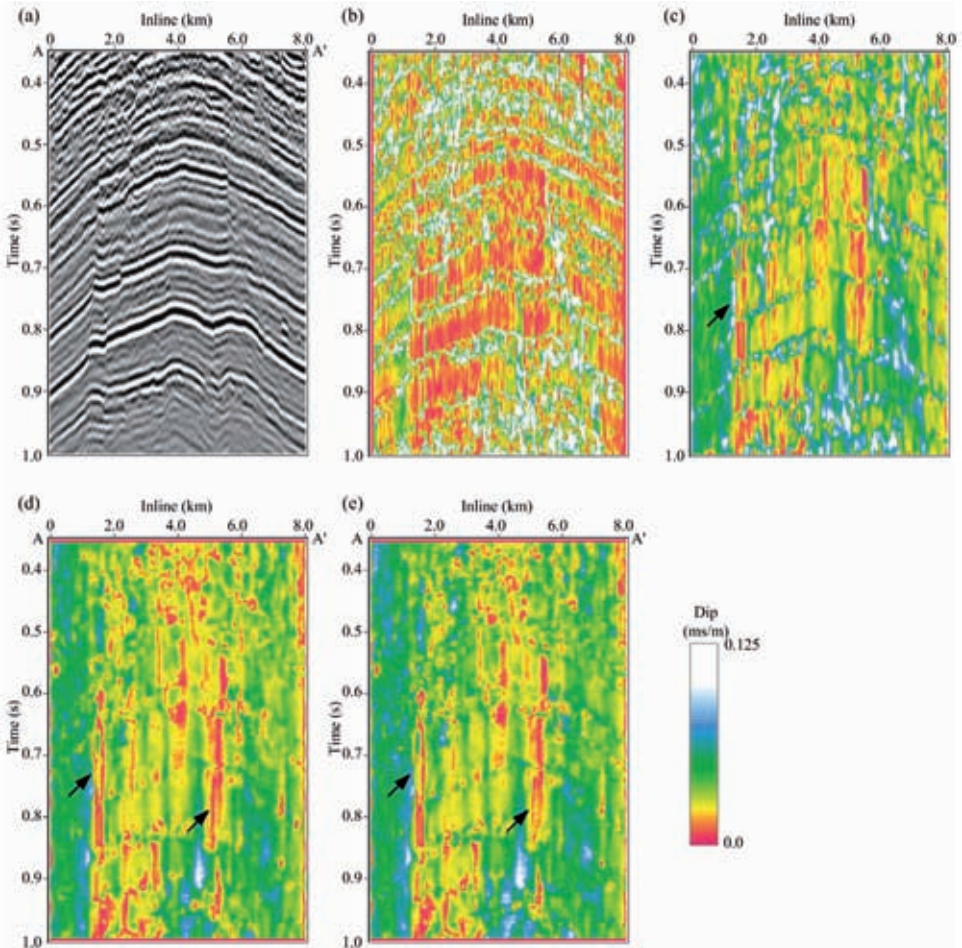 (a) (b) (c)
Inline (km) Inline (km) Inline (km)
0 2.0 4.0 6.0 8.0 0 2.0 4.0 6.0 8.0 0 2.0 4.0 6.0 8.0
A A' A A'
0.4 0.4 0.4
0.5 0.5 0.5
0.6 0.6 0.6
Time (s) Time (s) Time (s)
0.7 0.7 0.7
0.8 0.8 0.8
0.9 0.9 0.9
1.0 1.0 1.0
(d) (e)
Inline (km) Inline (km)
0 2.0 4.0 6.0 8.0 0 2.0 4.0 6.0 8.0
A A' A A'
0.4 0.4
0.5 0.5
0.6 0.6
Time (s) Time (s)
0.7 0.7
0.8 0.8
0.9 0.9
1.0 1.0
Dip
(ms/m)
0.125
0.0